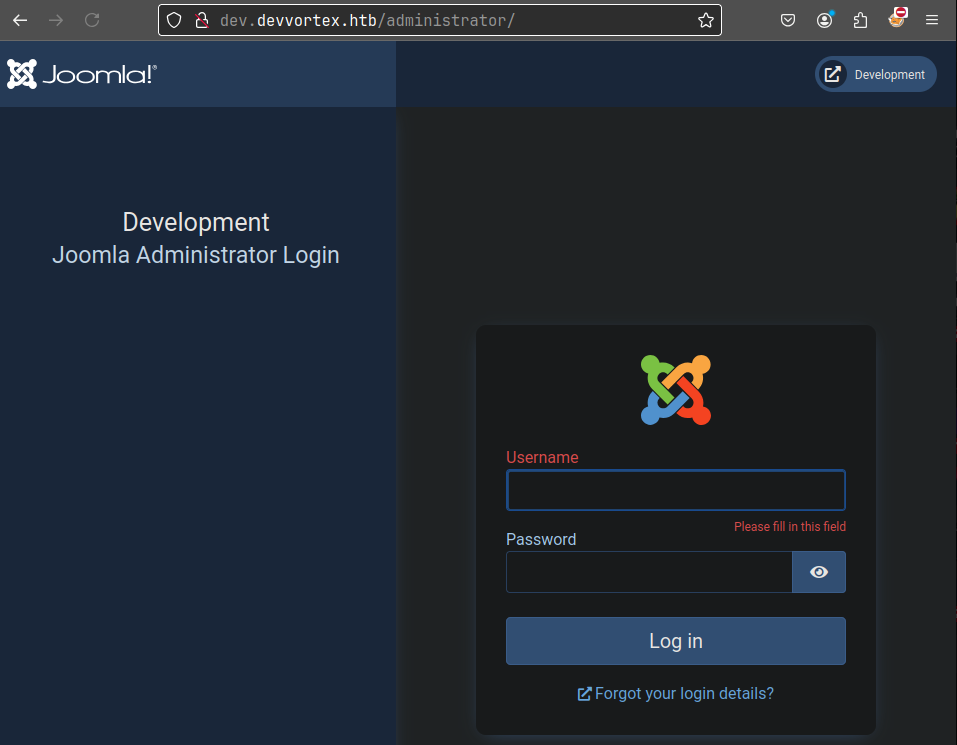 dev.devvortex.htb/administrator/
Joomla!®
Development
Development
Joomla Administrator Login
Username
Please fill in this field
Password
Log in
Forgot your login details?